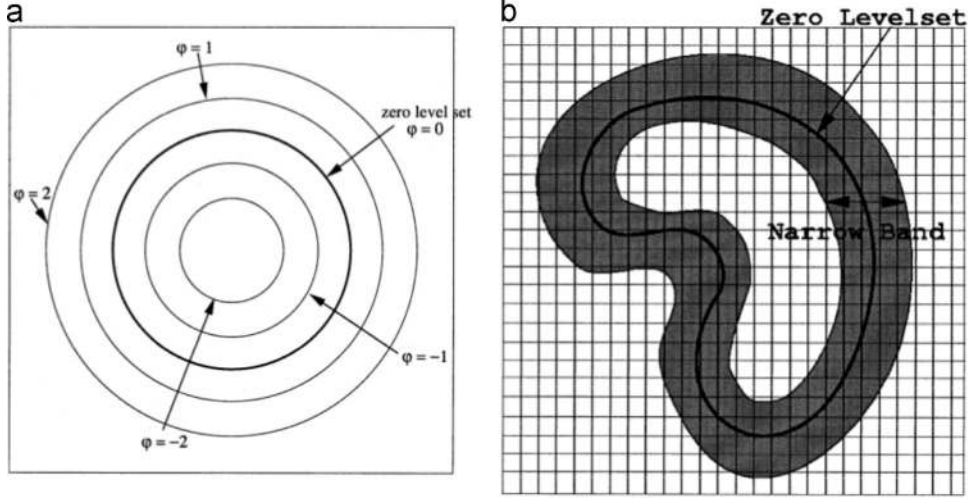 a
φ=1
zero level set
φ=0
φ=2
φ=−1
φ=−2
b
Zero Levelset
Narrow Band